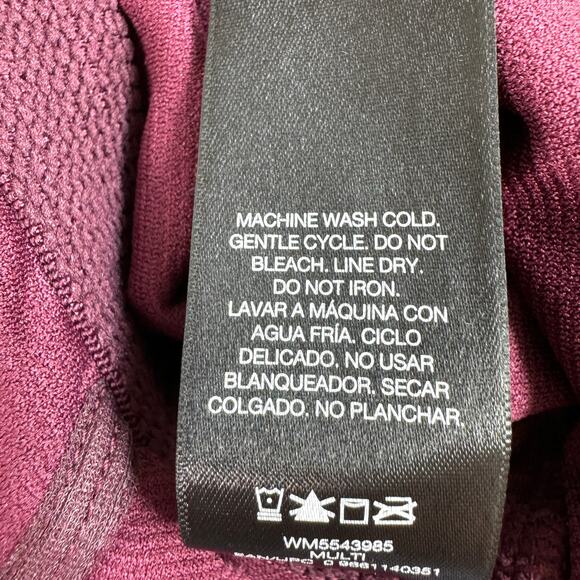 MACHINE WASH COLD.
GENTLE CYCLE. DO NOT
BLEACH. LINE DRY.
DO NOT IRON.
LAVAR A MÁQUINA CON
AGUA FRÍA. CICLO
DELICADO. NO USAR
BLANQUEADOR. SECAR
COLGADO. NO PLANCHAR.
WM5543985
MULTI